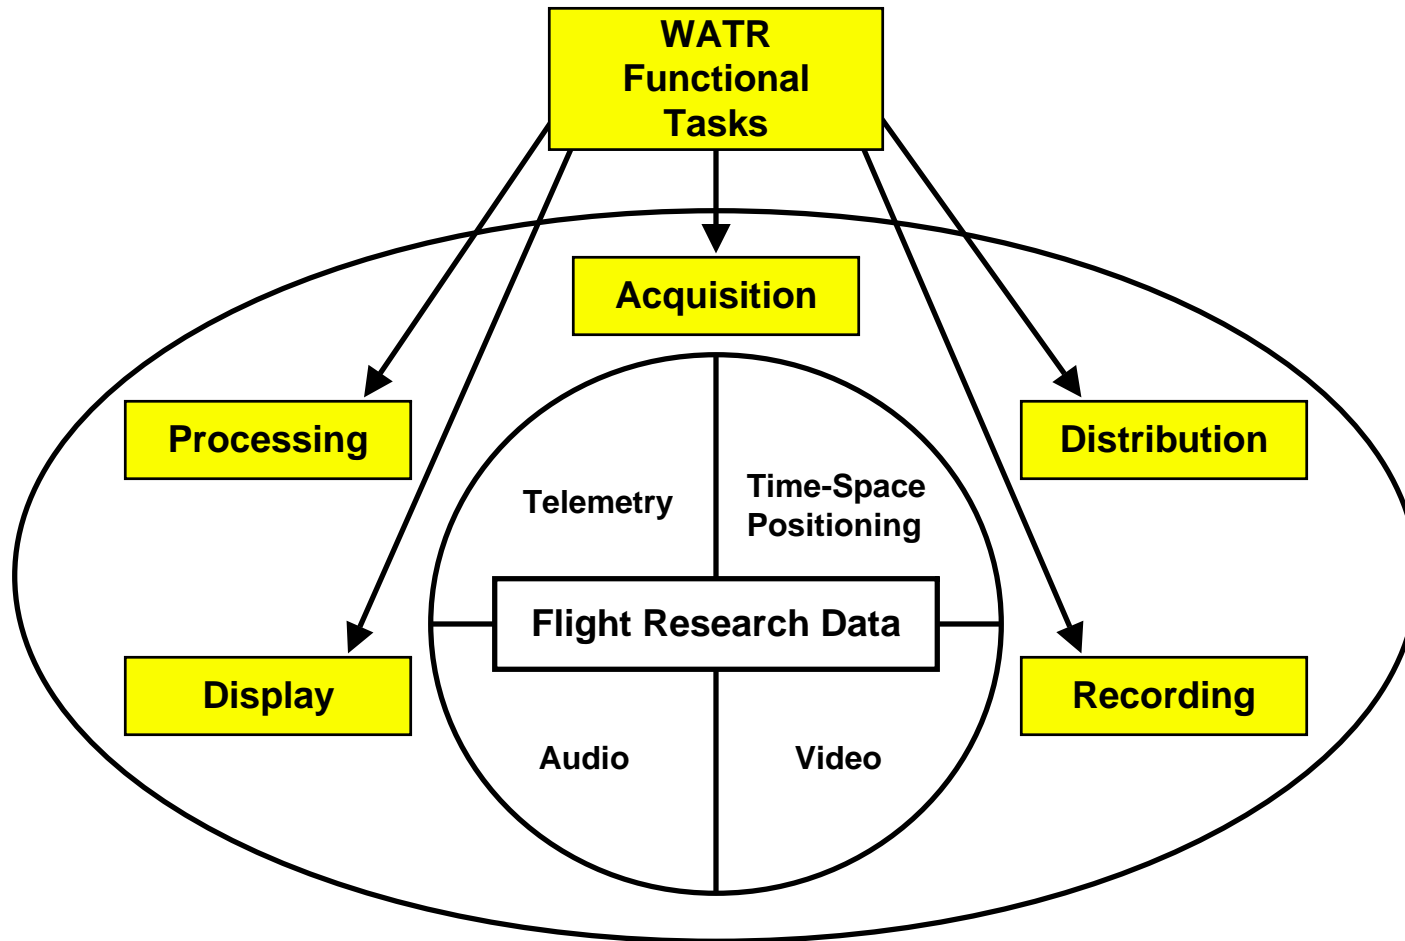 WATR
Functional
Tasks
Acquisition
Processing
Distribution
Telemetry
Time-Space
Positioning
Flight Research Data
Display
Recording
Audio
Video